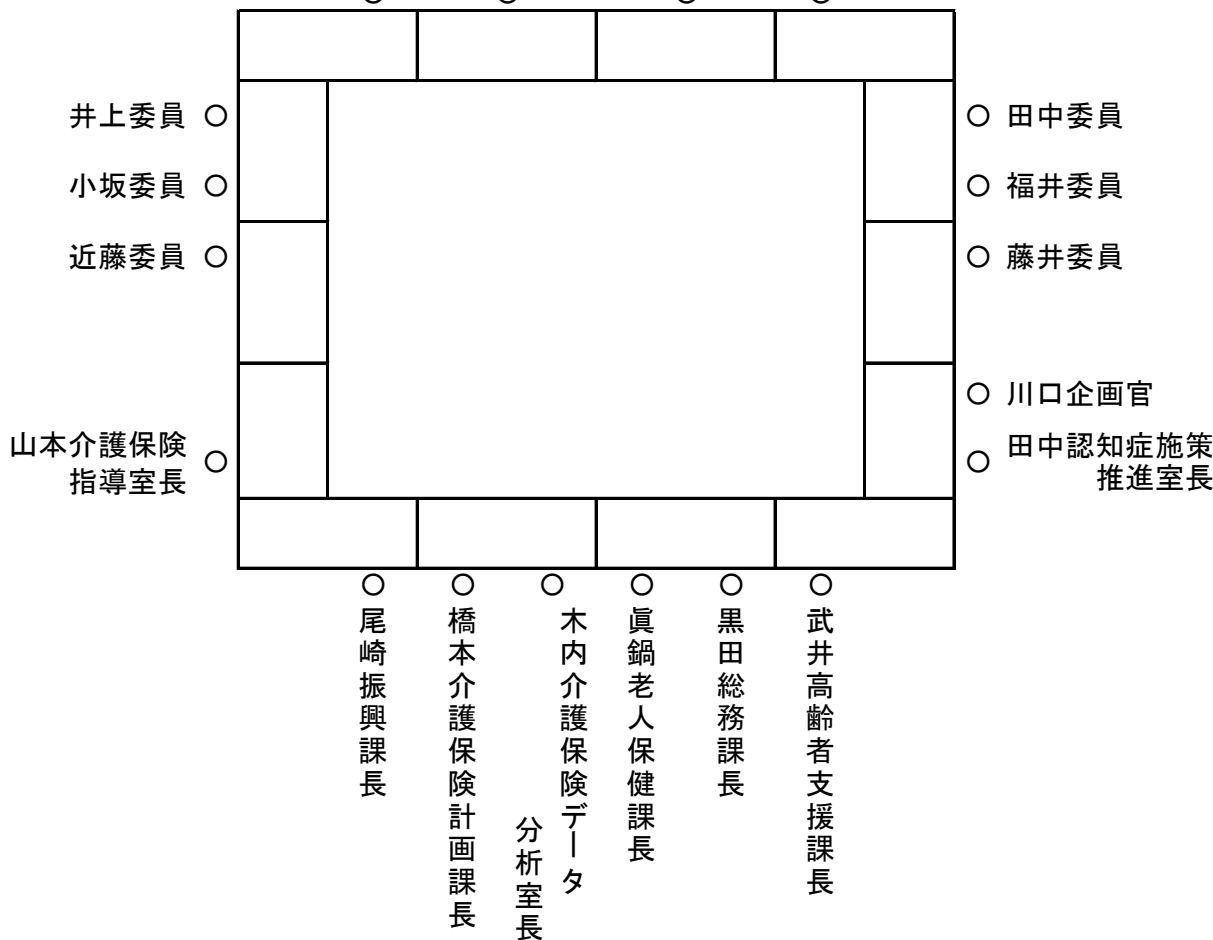 井上委員
小坂委員
近藤委員
山本介護保険
指導室長
田中委員
福井委員
藤井委員
川口企画官
田中認知症施策
推進室長
尾崎振興課長
橋本介護保険計画課長
木内介護保険データ
分析室長
眞鍋老人保健課長
黒田総務課長
武井高齢者支援課長